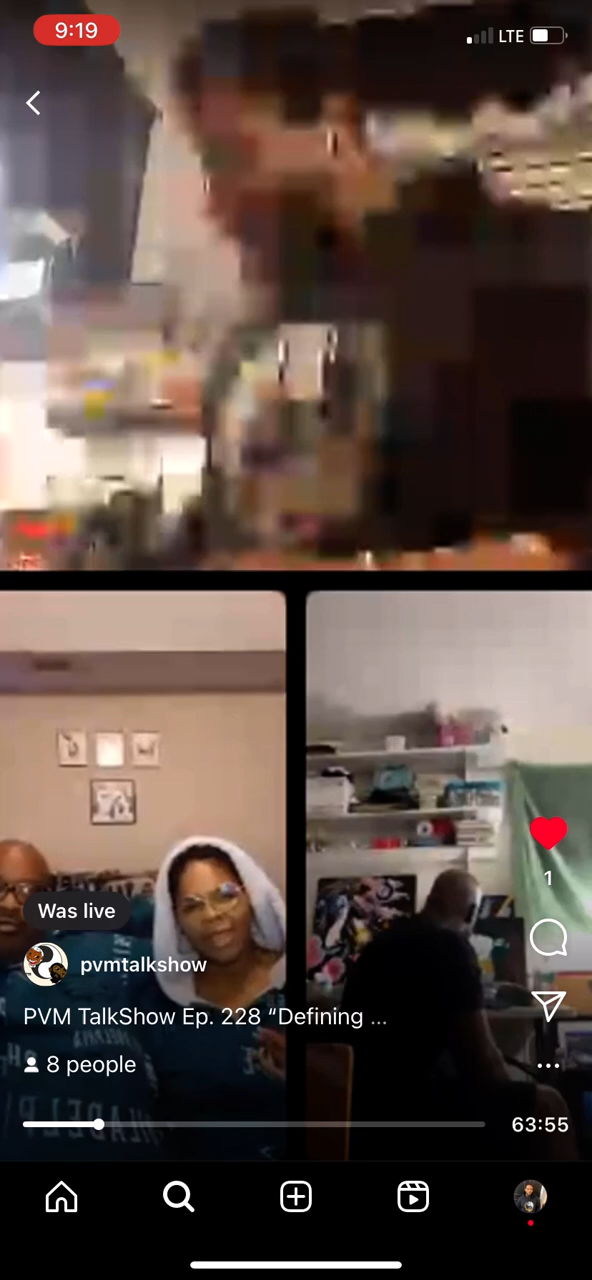 9:19
LTE
Was live
pvmtalkshow
PVM TalkShow Ep. 228 “Defining ...
8 people
1
63:55